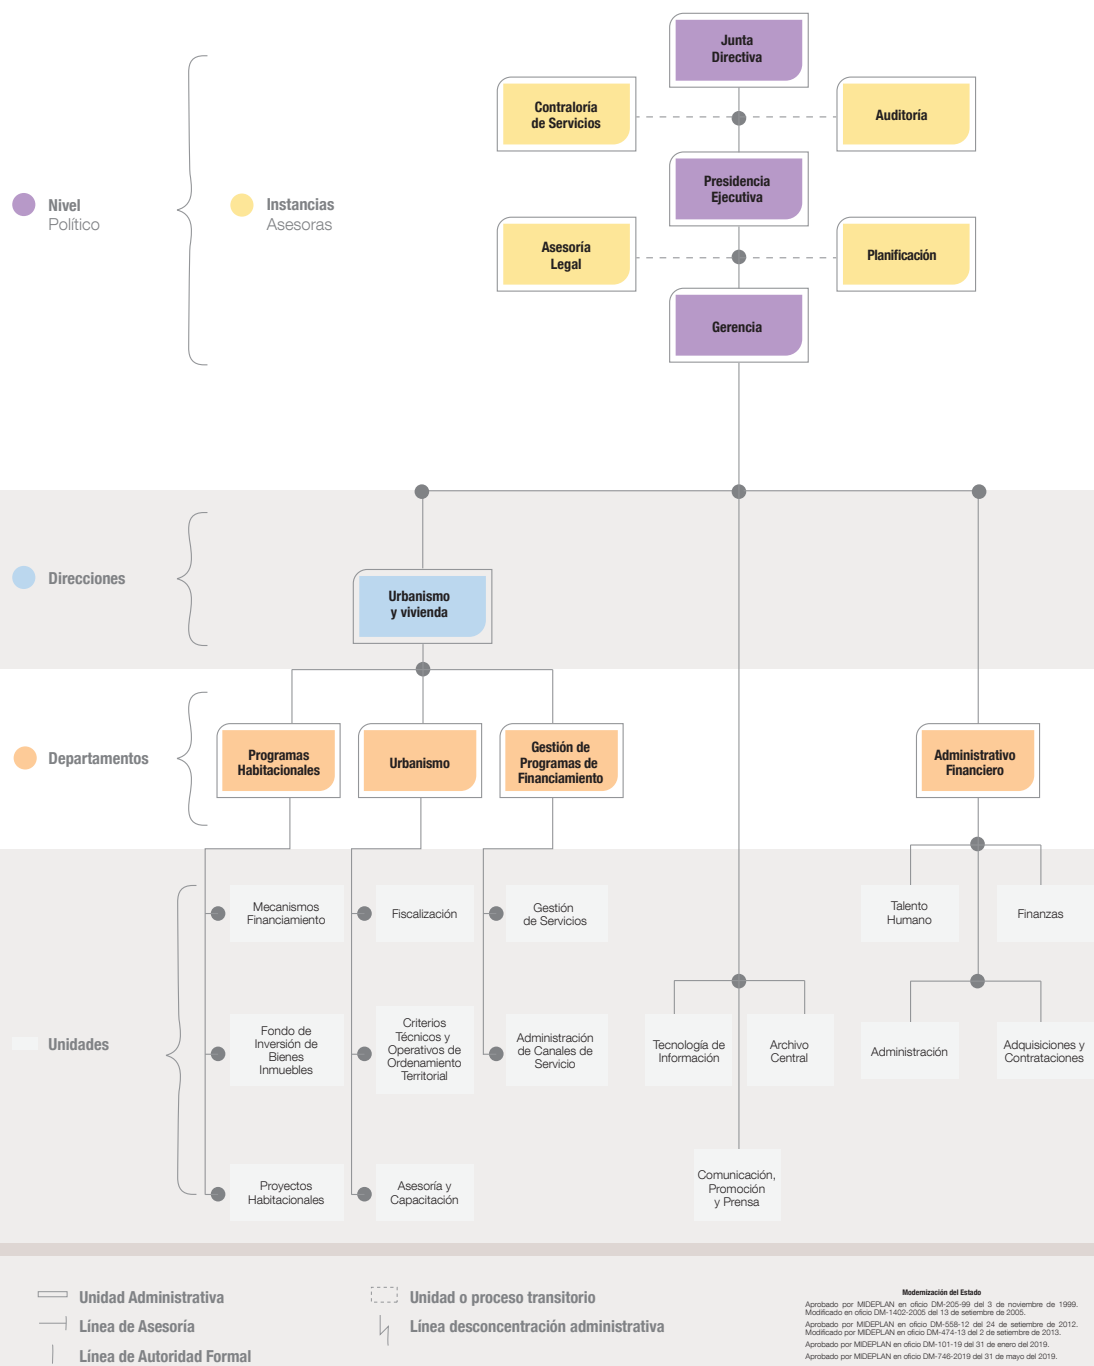 Junta
Directiva
Contraloría
de Servicios
Auditoría
Presidencia
Ejecutiva
Nivel
Político
Instancias
Asesoras
Asesoría
Legal
Planificación
Gerencia
Direcciones
Urbanismo
y vivienda
Departamentos
Programas
Habitacionales
Urbanismo
Gestión de
Programas de
Financiamiento
Administrativo
Financiero
Unidades
Mecanismos
Financiamiento
Fiscalización
Gestión
de Servicios
Talento
Humano
Finanzas
Fondo de
Inversión de
Bienes
Inmuebles
Criterios
Técnicos y
Operativos de
Ordenamiento
Territorial
Administración
de Canales de
Servicio
Tecnología de
Información
Archivo
Central
Administración
Adquisiciones y
Contrataciones
Proyectos
Habitacionales
Asesoría y
Capacitación
Comunicación,
Promoción
y Prensa
Unidad Administrativa
Línea de Asesoría
Línea de Autoridad Formal
Unidad o proceso transitorio
Línea desconcentración administrativa
Modernización del Estado
Aprobado por MIDEPLAN en oficio DM-205-99 del 3 de noviembre de 1999.
Modificado en oficio DM-1402-2005 del 13 de setiembre de 2005.
Aprobado por MIDEPLAN en oficio DM-558-12 del 24 de setiembre de 2012.
Modificado por MIDEPLAN en oficio DM-474-13 del 2 de setiembre de 2013.
Aprobado por MIDEPLAN en oficio DM-101-19 del 31 de enero del 2019.
Aprobado por MIDEPLAN en oficio DM-746-2019 del 31 de mayo del 2019.